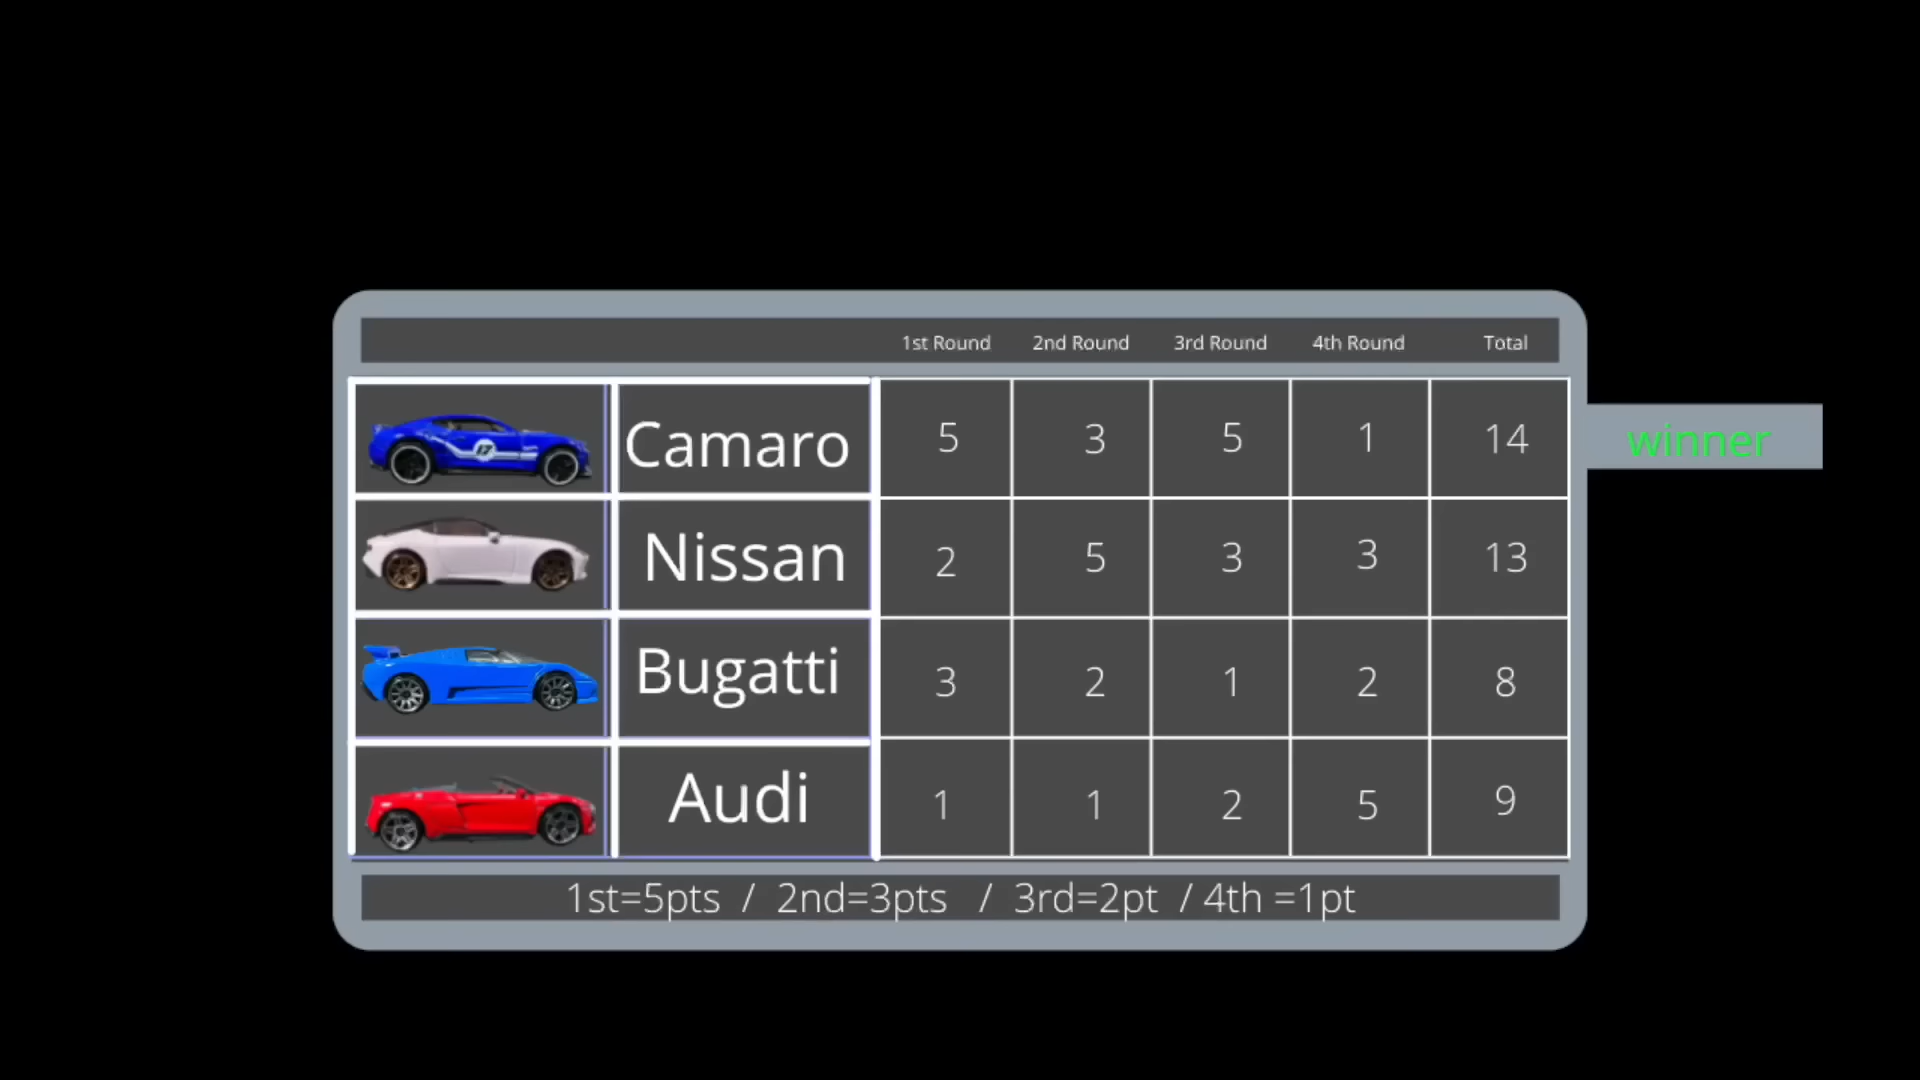 1st Round 2nd Round 3rd Round 4th Round Total
Camaro 5 3 5 1 14 winner
Nissan 2 5 3 3 13
Bugatti 3 2 1 2 8
Audi 1 1 2 5 9
1st=5pts / 2nd=3pts / 3rd=2pt / 4th =1pt